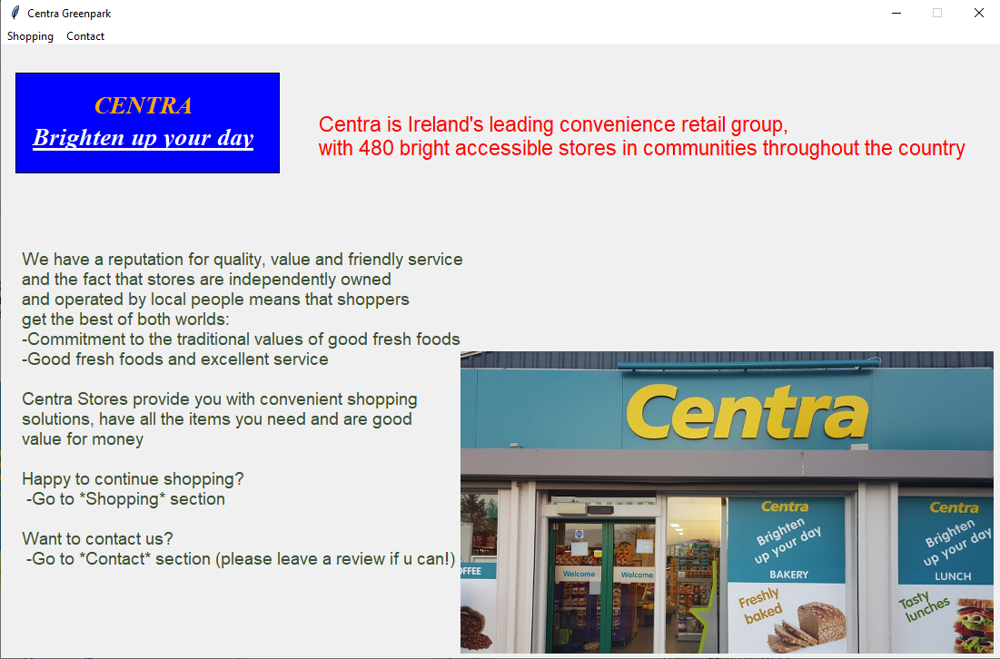 Centra Greenpark
Shopping Contact
CENTRA
Brighten up your day
Centra is Ireland's leading convenience retail group,
with 480 bright accessible stores in communities throughout the country
We have a reputation for quality, value and friendly service
and the fact that stores are independently owned
and operated by local people means that shoppers
get the best of both worlds:
-Commitment to the traditional values of good fresh foods
-Good fresh foods and excellent service
Centra Stores provide you with convenient shopping
solutions, have all the items you need and are good
value for money
Happy to continue shopping?
-Go to *Shopping* section
Want to contact us?
-Go to *Contact* section (please leave a review if u can!)
Centra
OFFEE
Welcome
Welcome
Centra
Brighten
up your day
BAKERY
Freshly
baked
Centra
Brighten
up your day
LUNCH
Tasty
lunches